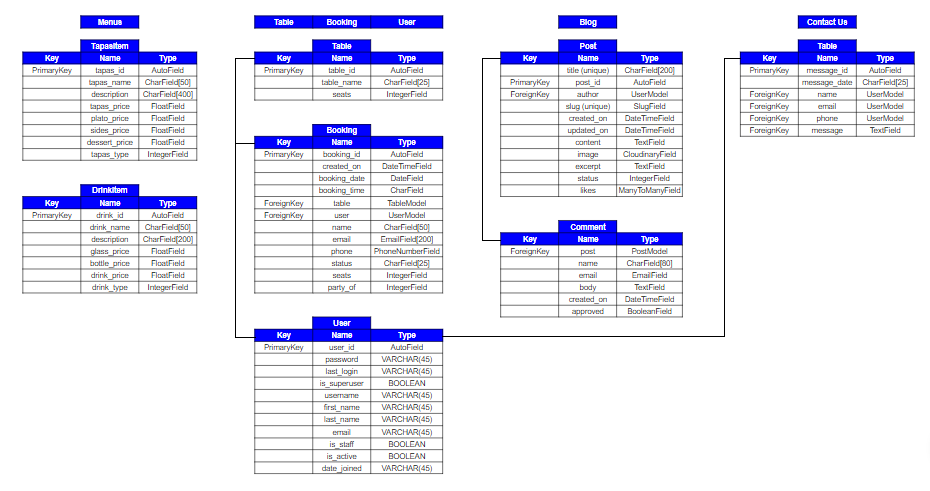 Menus
TapasItem
Key Name Type
PrimaryKey tapas_id AutoField
tapas_name CharField[50]
description CharField[400]
tapas_price FloatField
plato_price FloatField
sides_price FloatField
dessert_price FloatField
tapas_type IntegerField
DrinkItem
Key Name Type
PrimaryKey drink_id AutoField
drink_name CharField[50]
description CharField[200]
glass_price FloatField
bottle_price FloatField
drink_price FloatField
drink_type IntegerField
Table Booking User
Table
Key Name Type
PrimaryKey table_id AutoField
table_name CharField[25]
seats IntegerField
Booking
Key Name Type
PrimaryKey booking_id AutoField
created_on DateTimeField
booking_date DateField
booking_time CharField
ForeignKey table TableModel
ForeignKey user UserModel
name CharField[50]
email EmailField[200]
phone PhoneNumberField
status CharField[25]
seats IntegerField
party_of IntegerField
User
Key Name Type
PrimaryKey user_id AutoField
password VARCHAR(45)
last_login VARCHAR(45)
is_superuser BOOLEAN
username VARCHAR(45)
first_name VARCHAR(45)
last_name VARCHAR(45)
email VARCHAR(45)
is_staff BOOLEAN
is_active BOOLEAN
date_joined VARCHAR(45)
Blog
Post
Key Name Type
title (unique) CharField[200]
PrimaryKey post_id AutoField
ForeignKey author UserModel
slug (unique) SlugField
created_on DateTimeField
updated_on DateTimeField
content TextField
image CloudinaryField
excerpt TextField
status IntegerField
likes ManyToManyField
Comment
Key Name Type
ForeignKey post PostModel
name CharField[80]
email EmailField
body TextField
created_on DateTimeField
approved BooleanField
Contact Us
Table
Key Name Type
PrimaryKey message_id AutoField
message_date CharField[25]
ForeignKey name UserModel
ForeignKey email UserModel
ForeignKey phone UserModel
ForeignKey message TextField